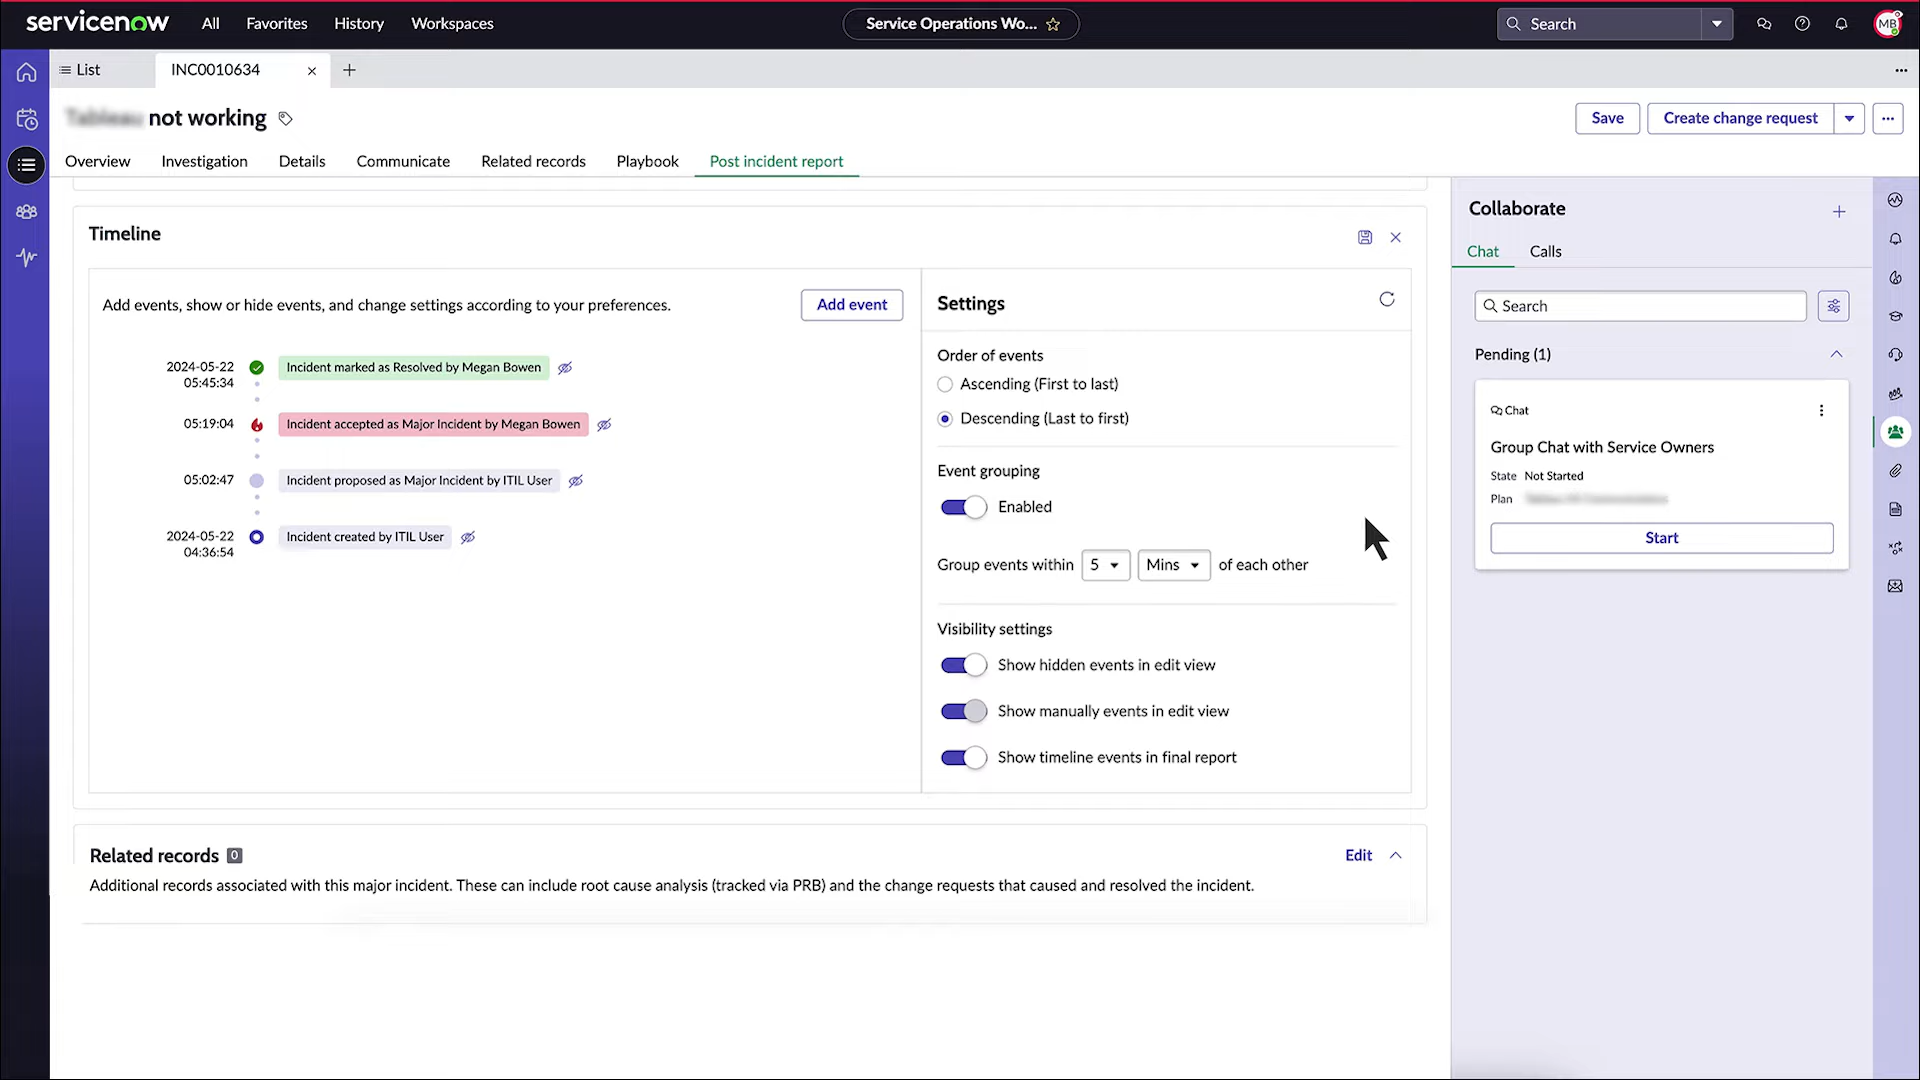 servicenow
All
Favorites
History
Workspaces
Service Operations Wo...
Search
MB
List
INC0010634
not working
Save
Create change request
Overview
Investigation
Details
Communicate
Related records
Playbook
Post incident report
Timeline
Add events, show or hide events, and change settings according to your preferences.
Add event
2024-05-22
05:45:34
Incident marked as Resolved by Megan Bowen
05:19:04
Incident accepted as Major Incident by Megan Bowen
05:02:47
Incident proposed as Major Incident by ITIL User
2024-05-22
04:36:54
Incident created by ITIL User
Settings
Order of events
Ascending (First to last)
Descending (Last to first)
Event grouping
Enabled
Group events within 5 Mins of each other
Visibility settings
Show hidden events in edit view
Show manually events in edit view
Show timeline events in final report
Related records 0
Edit
Additional records associated with this major incident. These can include root cause analysis (tracked via PRB) and the change requests that caused and resolved the incident.
Collaborate
Chat
Calls
Search
Pending (1)
Chat
Group Chat with Service Owners
State Not Started
Plan
Start